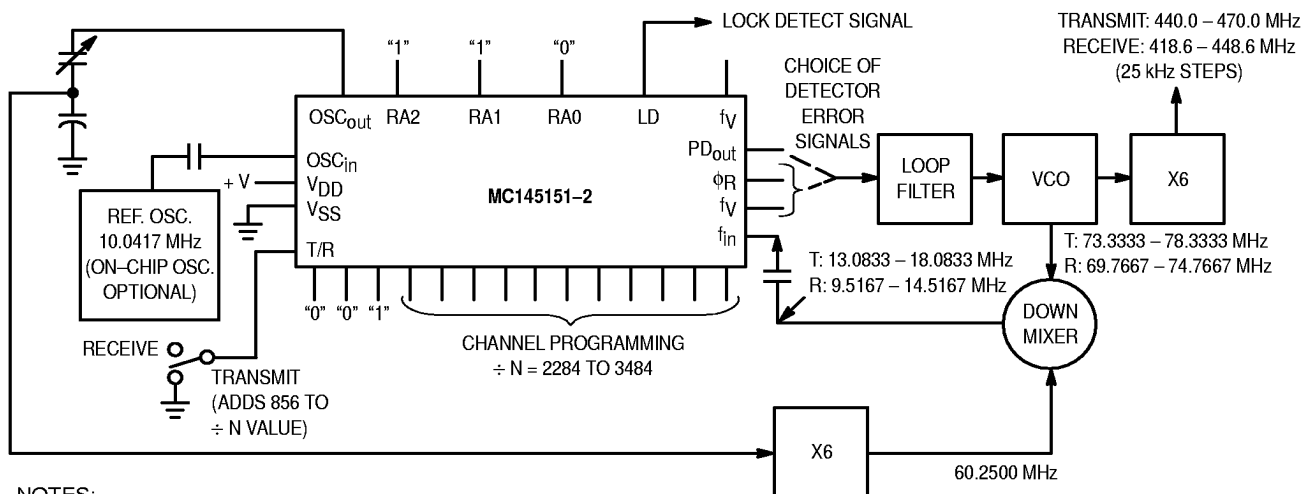 LOCK DETECT SIGNAL
TRANSMIT: 440.0 – 470.0 MHz
RECEIVE: 418.6 – 448.6 MHz
(25 kHz STEPS)
“1”
“1”
“0”
CHOICE OF
DETECTOR
ERROR
SIGNALS
OSCout
RA2
RA1
RA0
LD
fV
OSCin
VDD
VSS
T/R
+ V
MC145151–2
PDout
ϕR
fV
fin
LOOP
FILTER
VCO
X6
REF. OSC.
10.0417 MHz
(ON–CHIP OSC.
OPTIONAL)
T: 13.0833 – 18.0833 MHz
R: 9.5167 – 14.5167 MHz
T: 73.3333 – 78.3333 MHz
R: 69.7667 – 74.7667 MHz
“0” “0” “1”
DOWN
MIXER
CHANNEL PROGRAMMING
÷ N = 2284 TO 3484
RECEIVE
TRANSMIT
(ADDS 856 TO
÷ N VALUE)
X6
60.2500 MHz
NOTES: